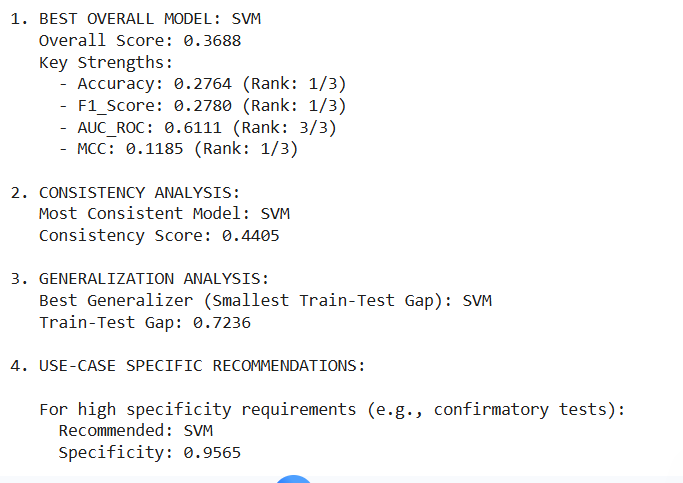 1. BEST OVERALL MODEL: SVM
Overall Score: 0.3688
Key Strengths:
- Accuracy: 0.2764 (Rank: 1/3)
- F1_Score: 0.2780 (Rank: 1/3)
- AUC_ROC: 0.6111 (Rank: 3/3)
- MCC: 0.1185 (Rank: 1/3)
2. CONSISTENCY ANALYSIS:
Most Consistent Model: SVM
Consistency Score: 0.4405
3. GENERALIZATION ANALYSIS:
Best Generalizer (Smallest Train-Test Gap): SVM
Train-Test Gap: 0.7236
4. USE-CASE SPECIFIC RECOMMENDATIONS:
For high specificity requirements (e.g., confirmatory tests):
Recommended: SVM
Specificity: 0.9565